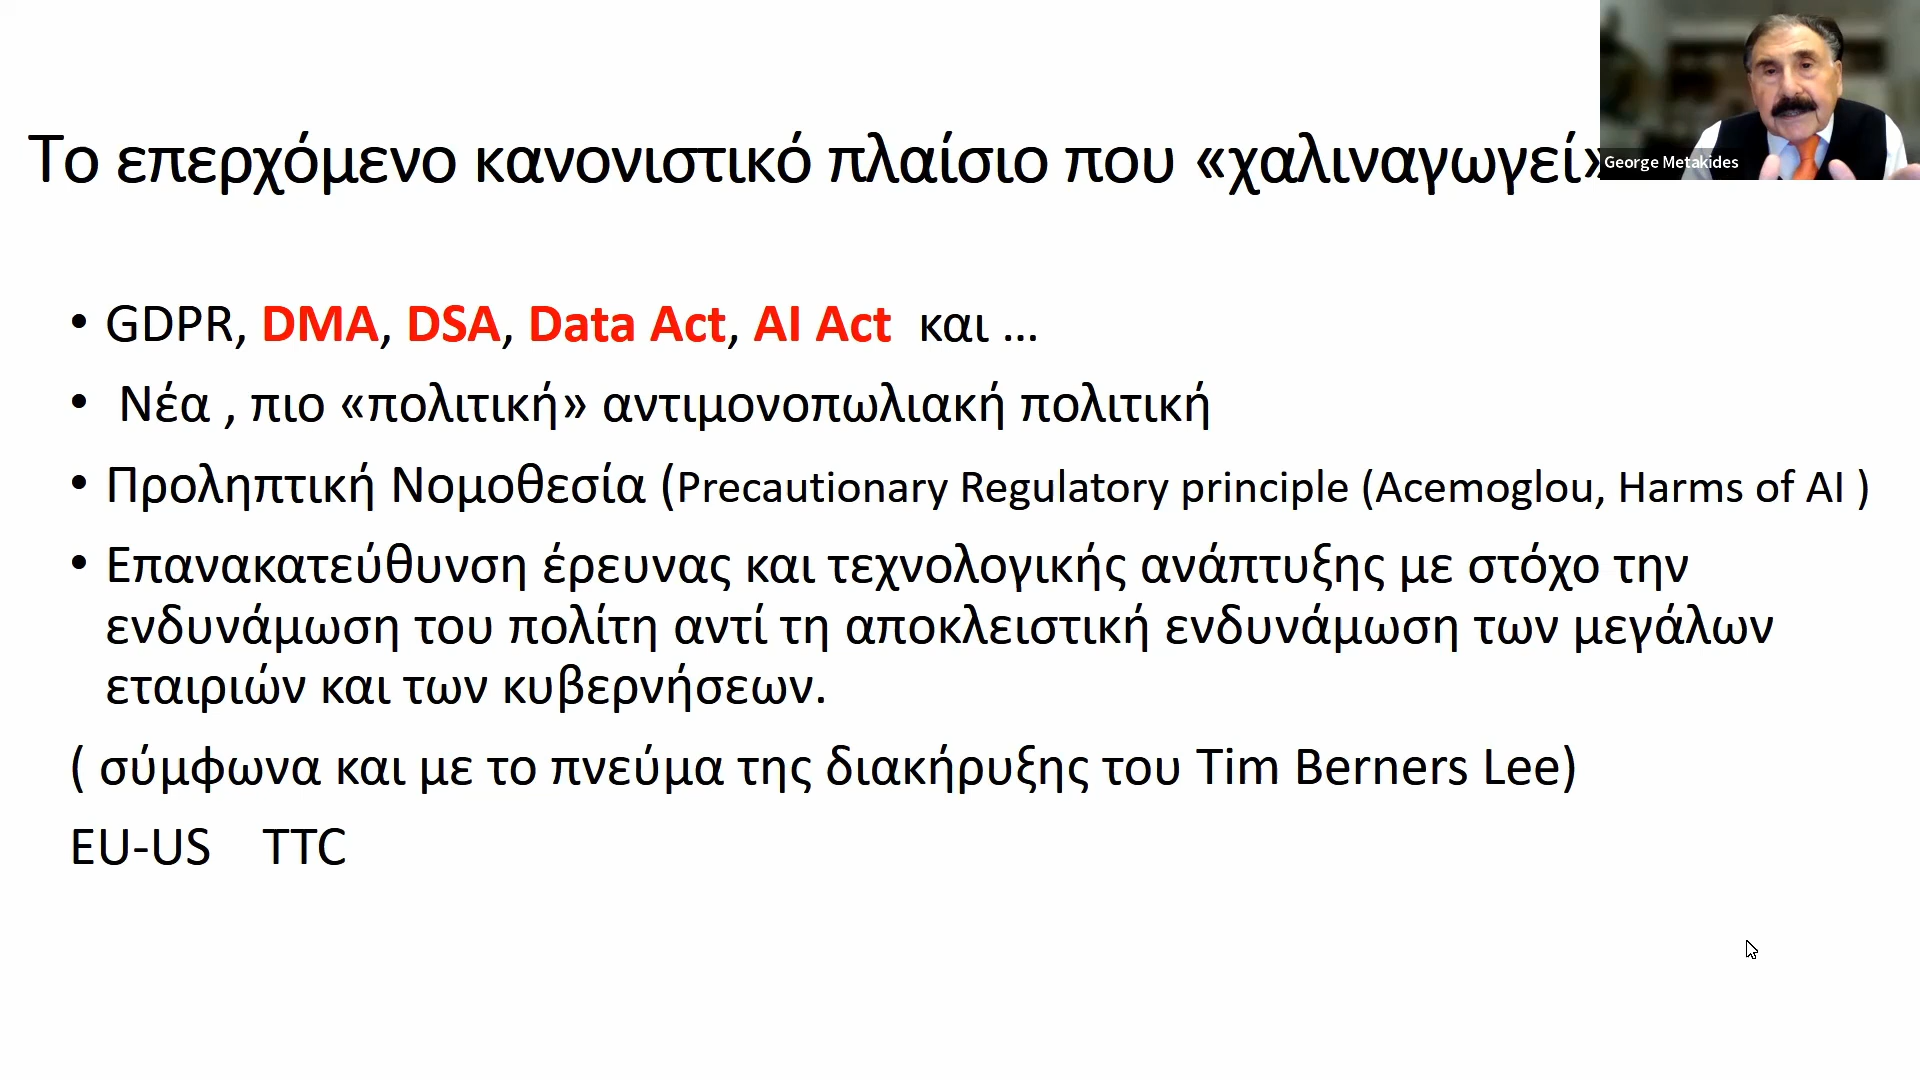 Το επερχόμενο κανονιστικό πλαίσιο που «χαλιναγωγεί»
George Metakides
• GDPR, DMA, DSA, Data Act, AI Act και ...
• Νέα , πιο «πολιτική» αντιμονοπωλιακή πολιτική
• Προληπτική Νομοθεσία (Precautionary Regulatory principle (Acemoglou, Harms of AI )
• Επανακατεύθυνση έρευνας και τεχνολογικής ανάπτυξης με στόχο την
ενδυνάμωση του πολίτη αντί τη αποκλειστική ενδυνάμωση των μεγάλων
εταιριών και των κυβερνήσεων.
( σύμφωνα και με το πνεύμα της διακήρυξης του Tim Berners Lee)
EU-US TTC